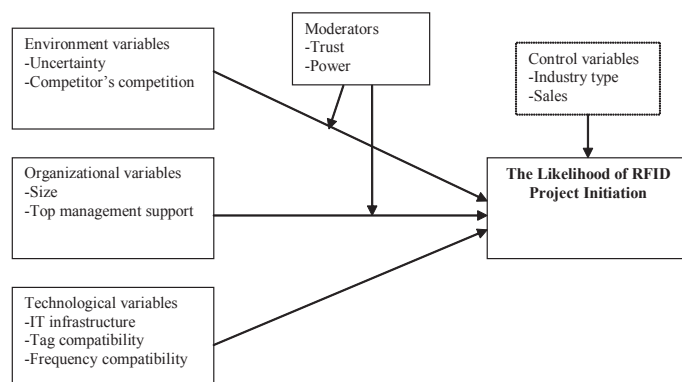 Environment variables
-Uncertainty
-Competitor's competition
Moderators
-Trust
-Power
Control variables
-Industry type
-Sales
Organizational variables
-Size
-Top management support
The Likelihood of RFID
Project Initiation
Technological variables
-IT infrastructure
-Tag compatibility
-Frequency compatibility